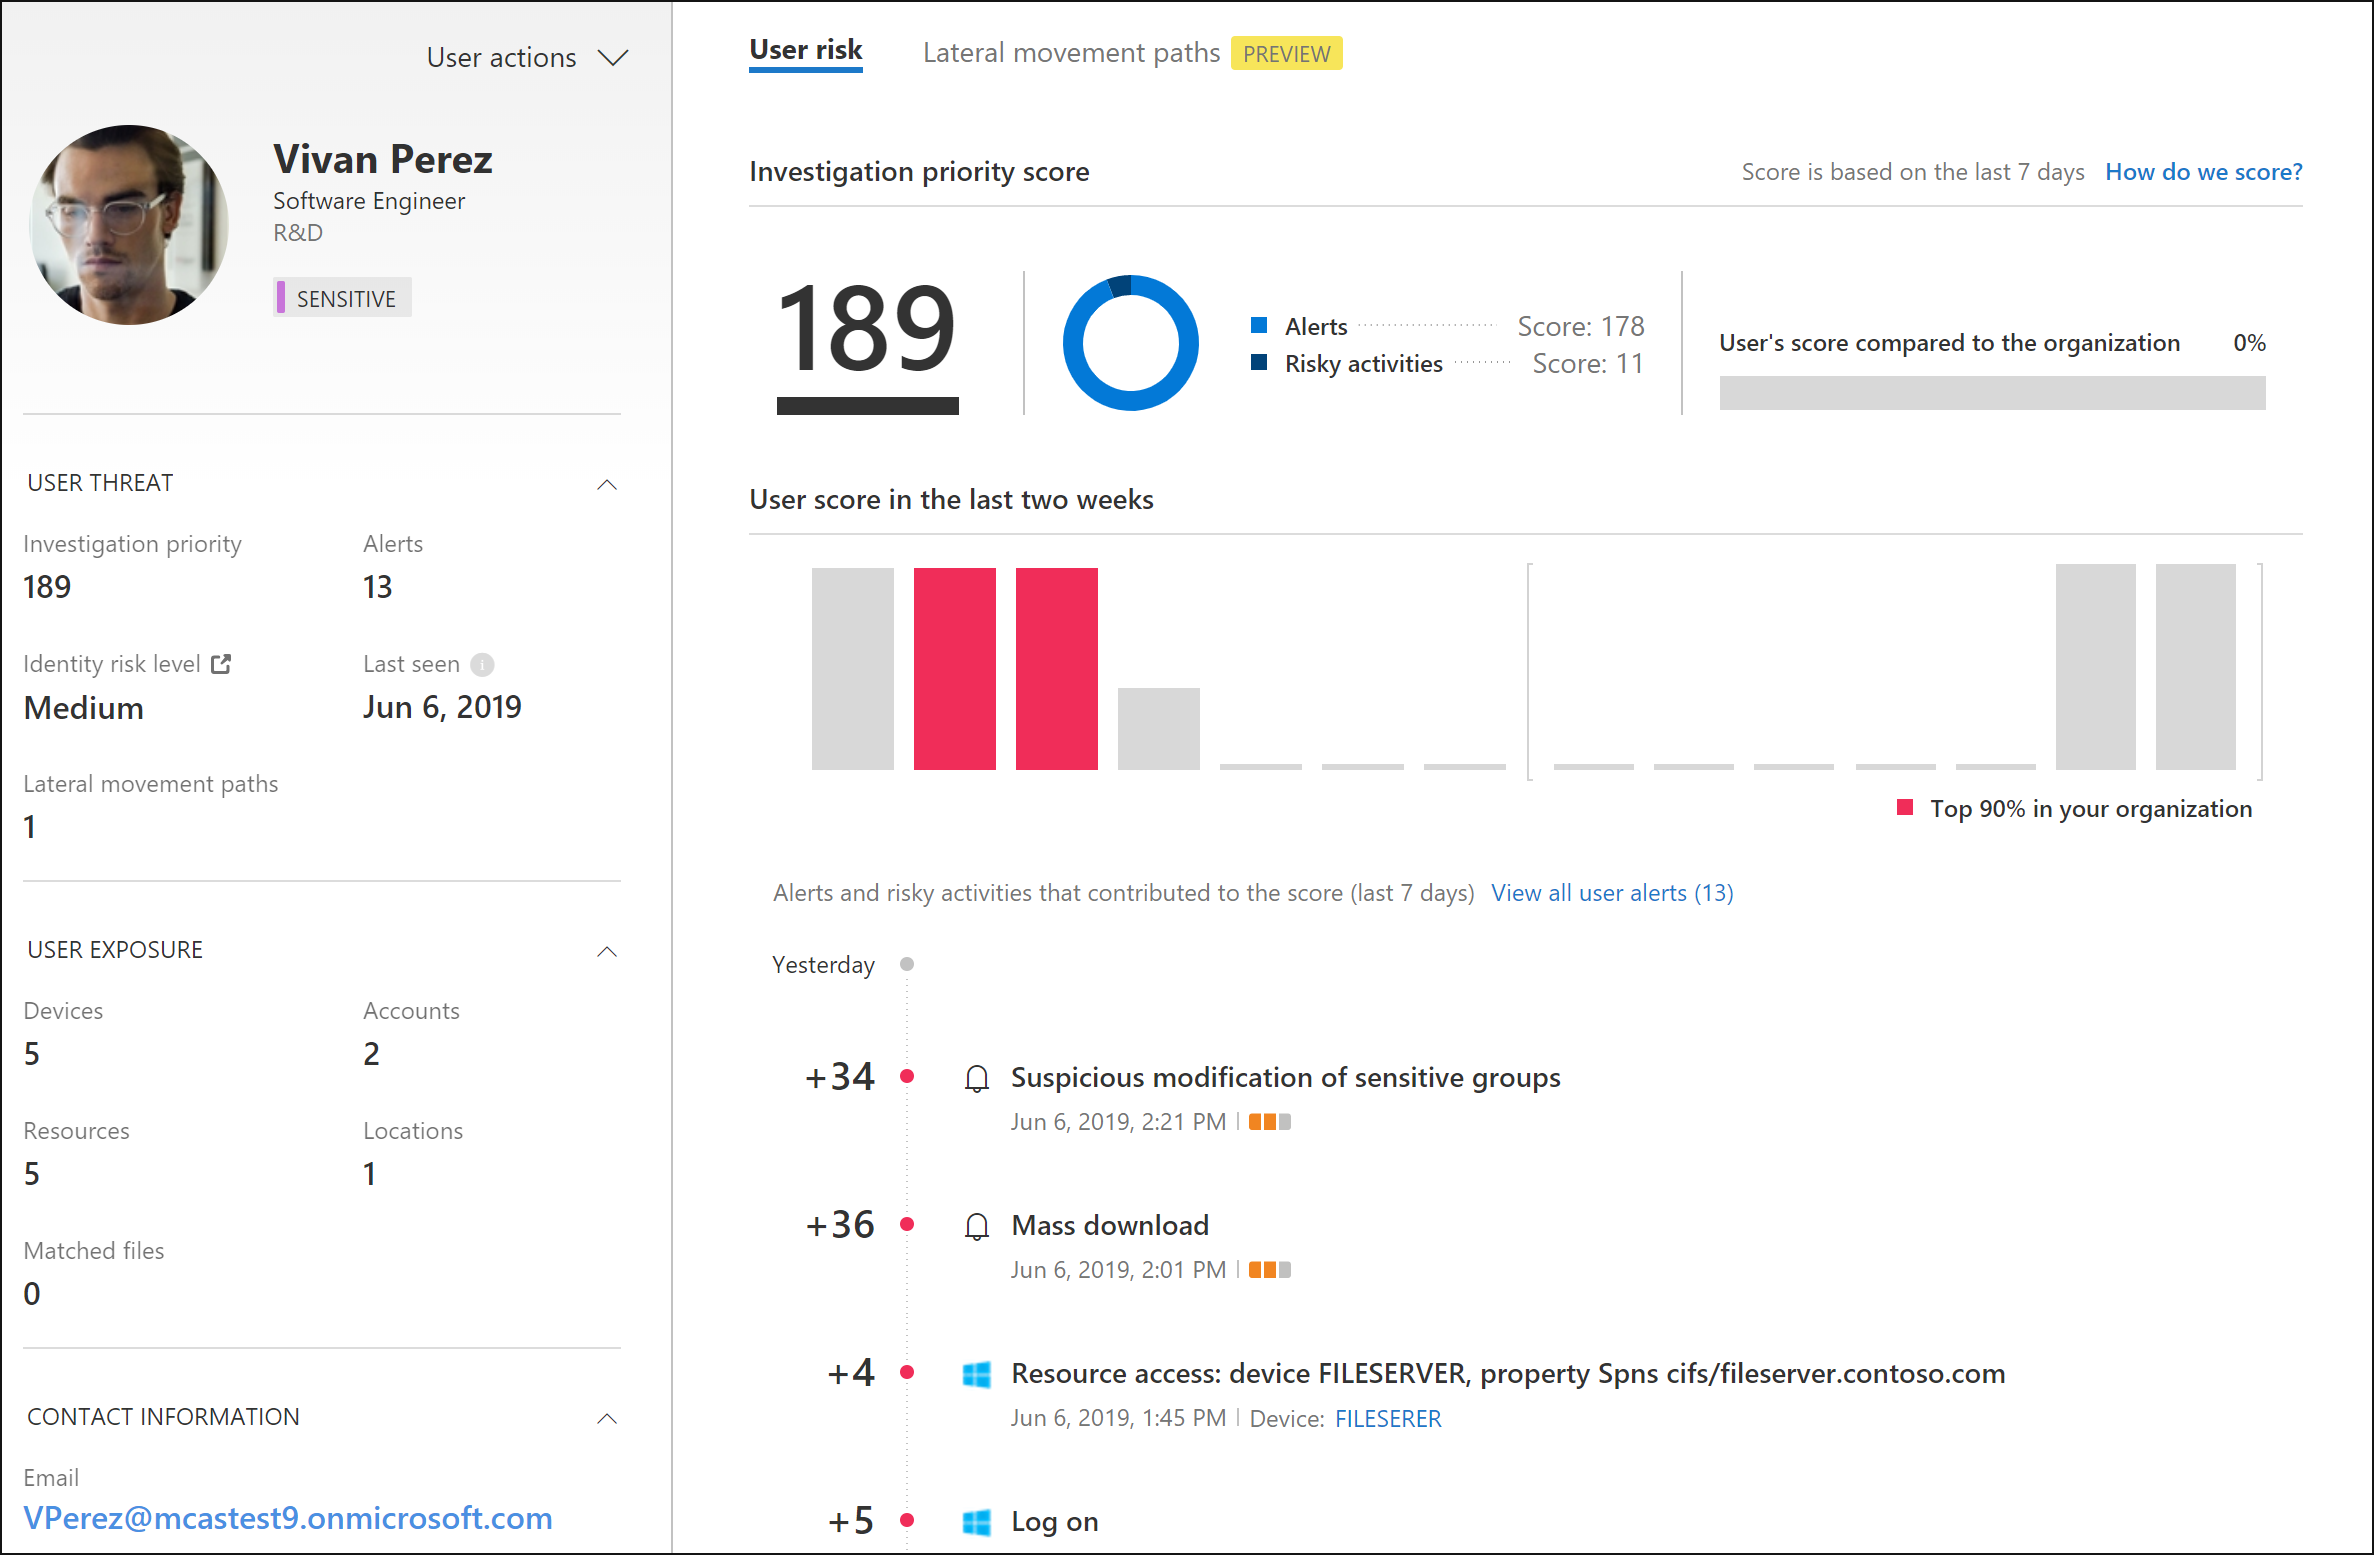 User actions
Vivan Perez
Software Engineer
R&D
SENSITIVE
USER THREAT
Investigation priority
189
Alerts
13
Identity risk level
Medium
Last seen
Jun 6, 2019
Lateral movement paths
1
USER EXPOSURE
Devices
5
Accounts
2
Resources
5
Locations
1
Matched files
0
CONTACT INFORMATION
Email
VPerez@mcastest9.onmicrosoft.com
User risk
Lateral movement paths PREVIEW
Investigation priority score
Score is based on the last 7 days How do we score?
189
Alerts Score: 178
Risky activities Score: 11
User's score compared to the organization 0%
User score in the last two weeks
Top 90% in your organization
Alerts and risky activities that contributed to the score (last 7 days) View all user alerts (13)
Yesterday
+34 Suspicious modification of sensitive groups
Jun 6, 2019, 2:21 PM
+36 Mass download
Jun 6, 2019, 2:01 PM
+4 Resource access: device FILESERVER, property Spns cifs/fileserver.contoso.com
Jun 6, 2019, 1:45 PM Device: FILESERER
+5 Log on